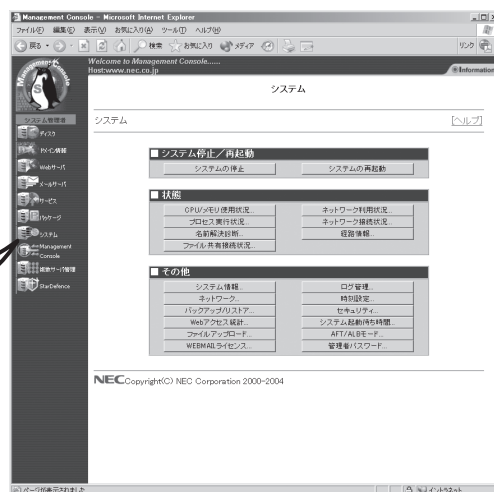 Management Console - Microsoft Internet Explorer
ファイル(F) 編集(E) 表示(V) お気に入り(A) ツール(T) ヘルプ(H)
戻る 検索 お気に入り メディア リンク
Welcome to Management Console......
Host:www.nec.co.jp
Information
Management Console
システム管理者
ディスク
ドメイン情報
Webサーバ
メールサーバ
サービス
パッケージ
システム
Management Console
複数サーバ管理
StarDefence
システム
システム [ヘルプ]
■ システム停止/再起動
システムの停止 システムの再起動
■ 状態
CPU/メモリ使用状況... ネットワーク利用状況...
プロセス実行状況... ネットワーク接続状況...
名前解決診断... 経路情報...
ファイル共有接続状況...
■ その他
システム情報... ログ管理...
ネットワーク... 時刻設定...
バックアップ/リストア... セキュリティ...
Webアクセス統計... システム起動待ち時間...
ファイルアップロード... AFT/ALBモード...
WEBMAILライセンス... 管理者パスワード...
NEC Copyright(C) NEC Corporation 2000-2004
ページが表示されました イントラネット